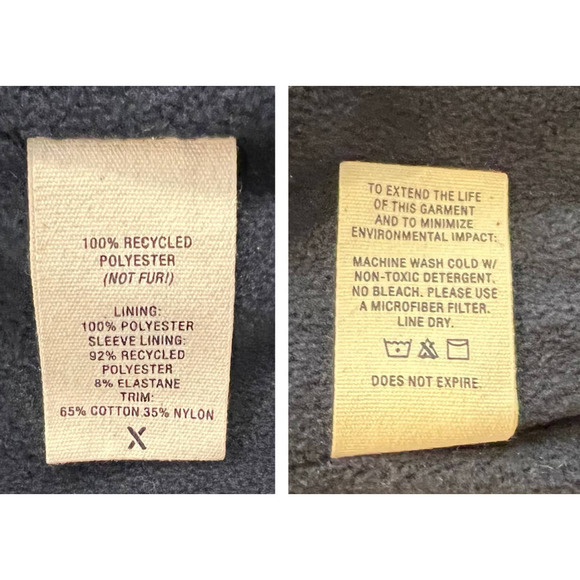 100% RECYCLED
POLYESTER
(NOT FUR!)
LINING:
100% POLYESTER
SLEEVE LINING:
92% RECYCLED
POLYESTER
8% ELASTANE
TRIM:
65% COTTON 35% NYLON
X
TO EXTEND THE LIFE
OF THIS GARMENT
AND TO MINIMIZE
ENVIRONMENTAL IMPACT:
MACHINE WASH COLD W/
NON-TOXIC DETERGENT.
NO BLEACH. PLEASE USE
A MICROFIBER FILTER.
LINE DRY.
DOES NOT EXPIRE.